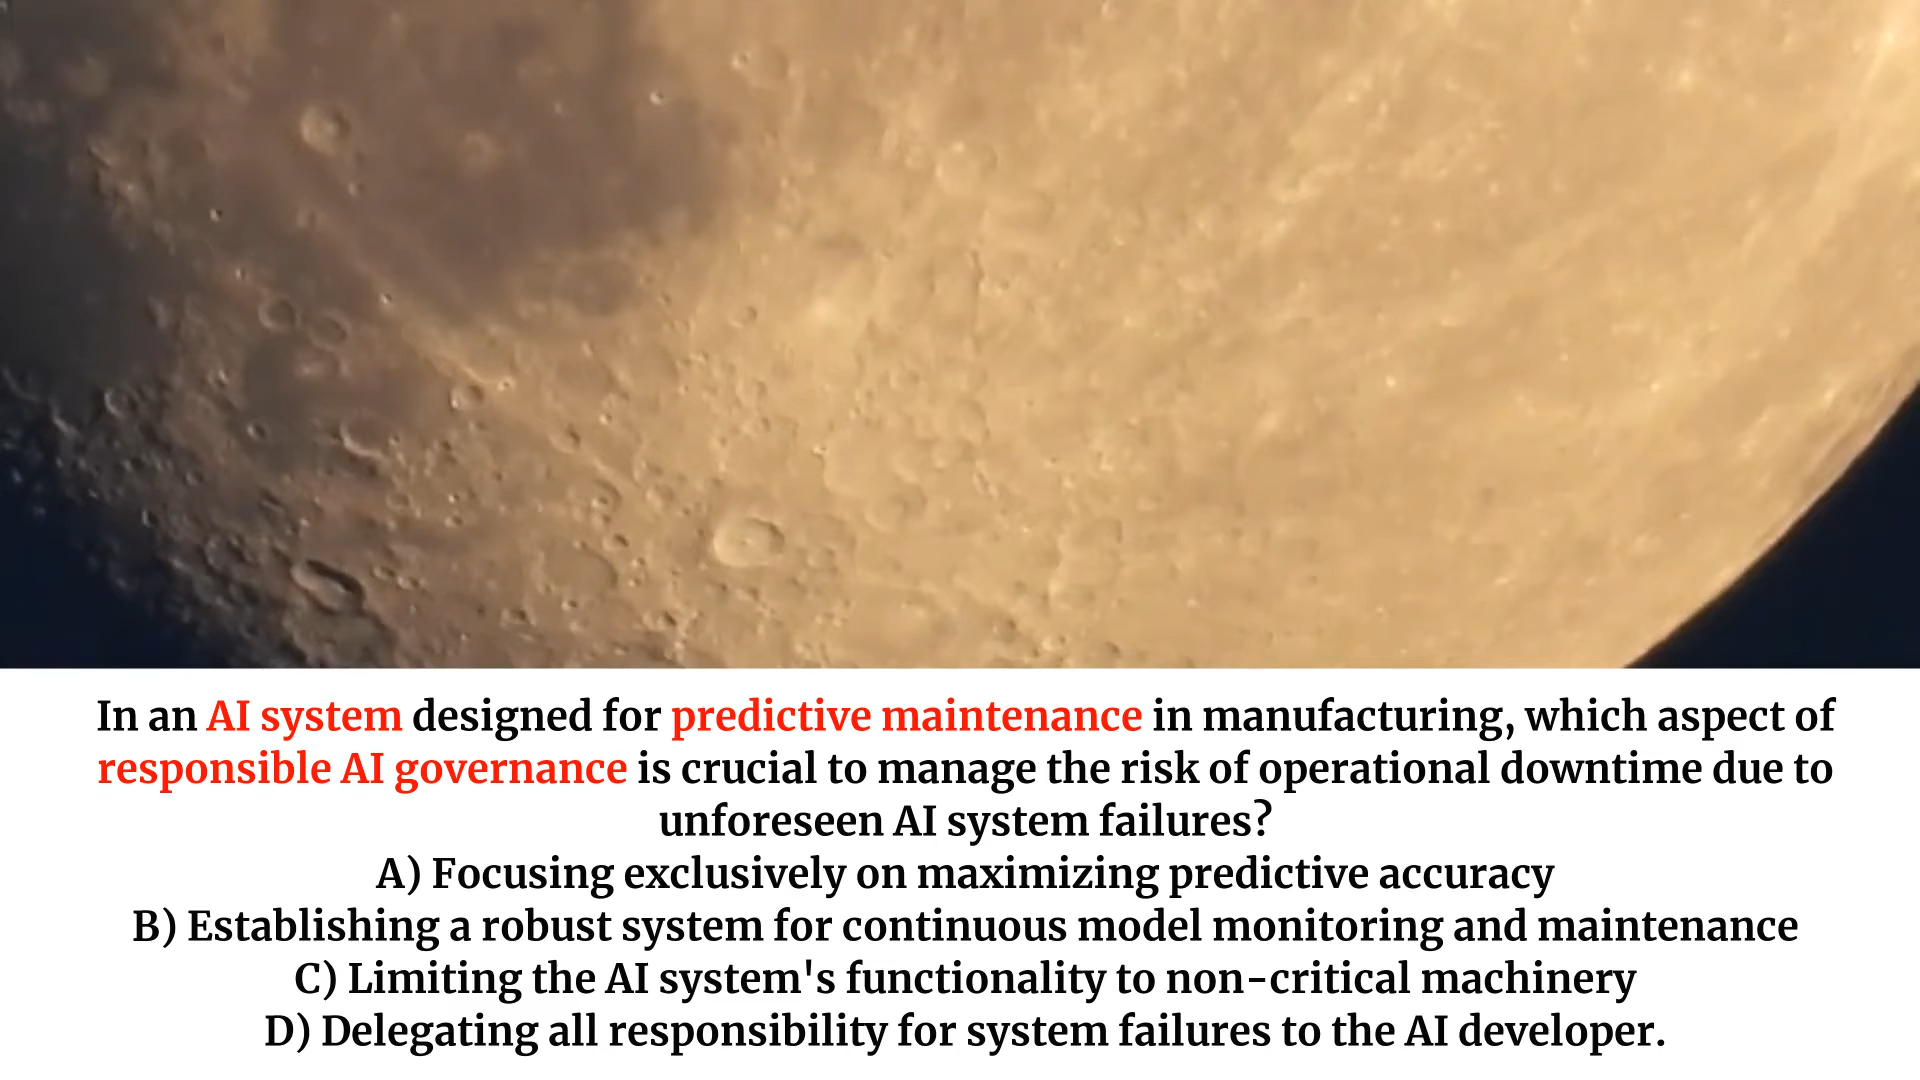 In an AI system designed for predictive maintenance in manufacturing, which aspect of
responsible AI governance is crucial to manage the risk of operational downtime due to
unforeseen AI system failures?
A) Focusing exclusively on maximizing predictive accuracy
B) Establishing a robust system for continuous model monitoring and maintenance
C) Limiting the AI system's functionality to non-critical machinery
D) Delegating all responsibility for system failures to the AI developer.